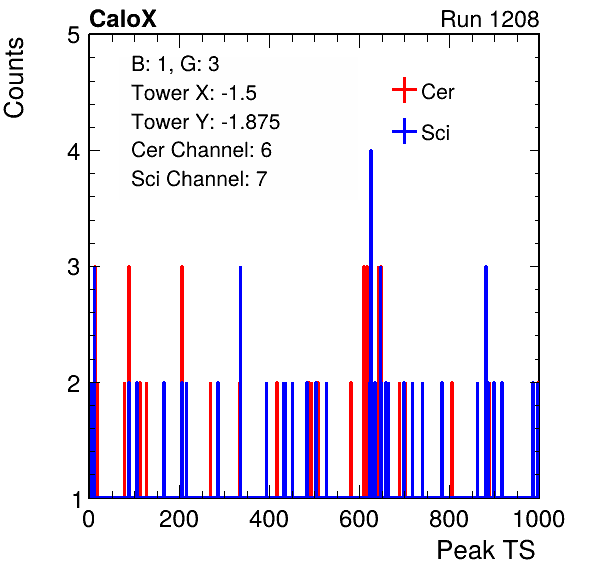 CaloX
Run 1208
Counts
5
4
3
2
1
B: 1, G: 3
Tower X: -1.5
Tower Y: -1.875
Cer Channel: 6
Sci Channel: 7
Cer
Sci
0 200 400 600 800 1000
Peak TS